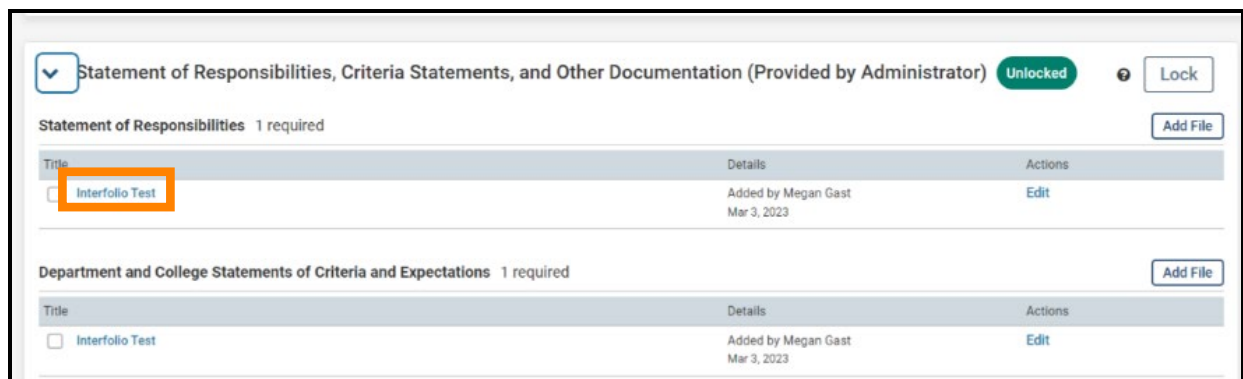 Statement of Responsibilities, Criteria Statements, and Other Documentation (Provided by Administrator) Unlocked ? Lock
Statement of Responsibilities 1 required Add File
Title Details Actions
Interfolio Test Added by Megan Gast Edit
Mar 3, 2023
Department and College Statements of Criteria and Expectations 1 required Add File
Title Details Actions
Interfolio Test Added by Megan Gast Edit
Mar 3, 2023